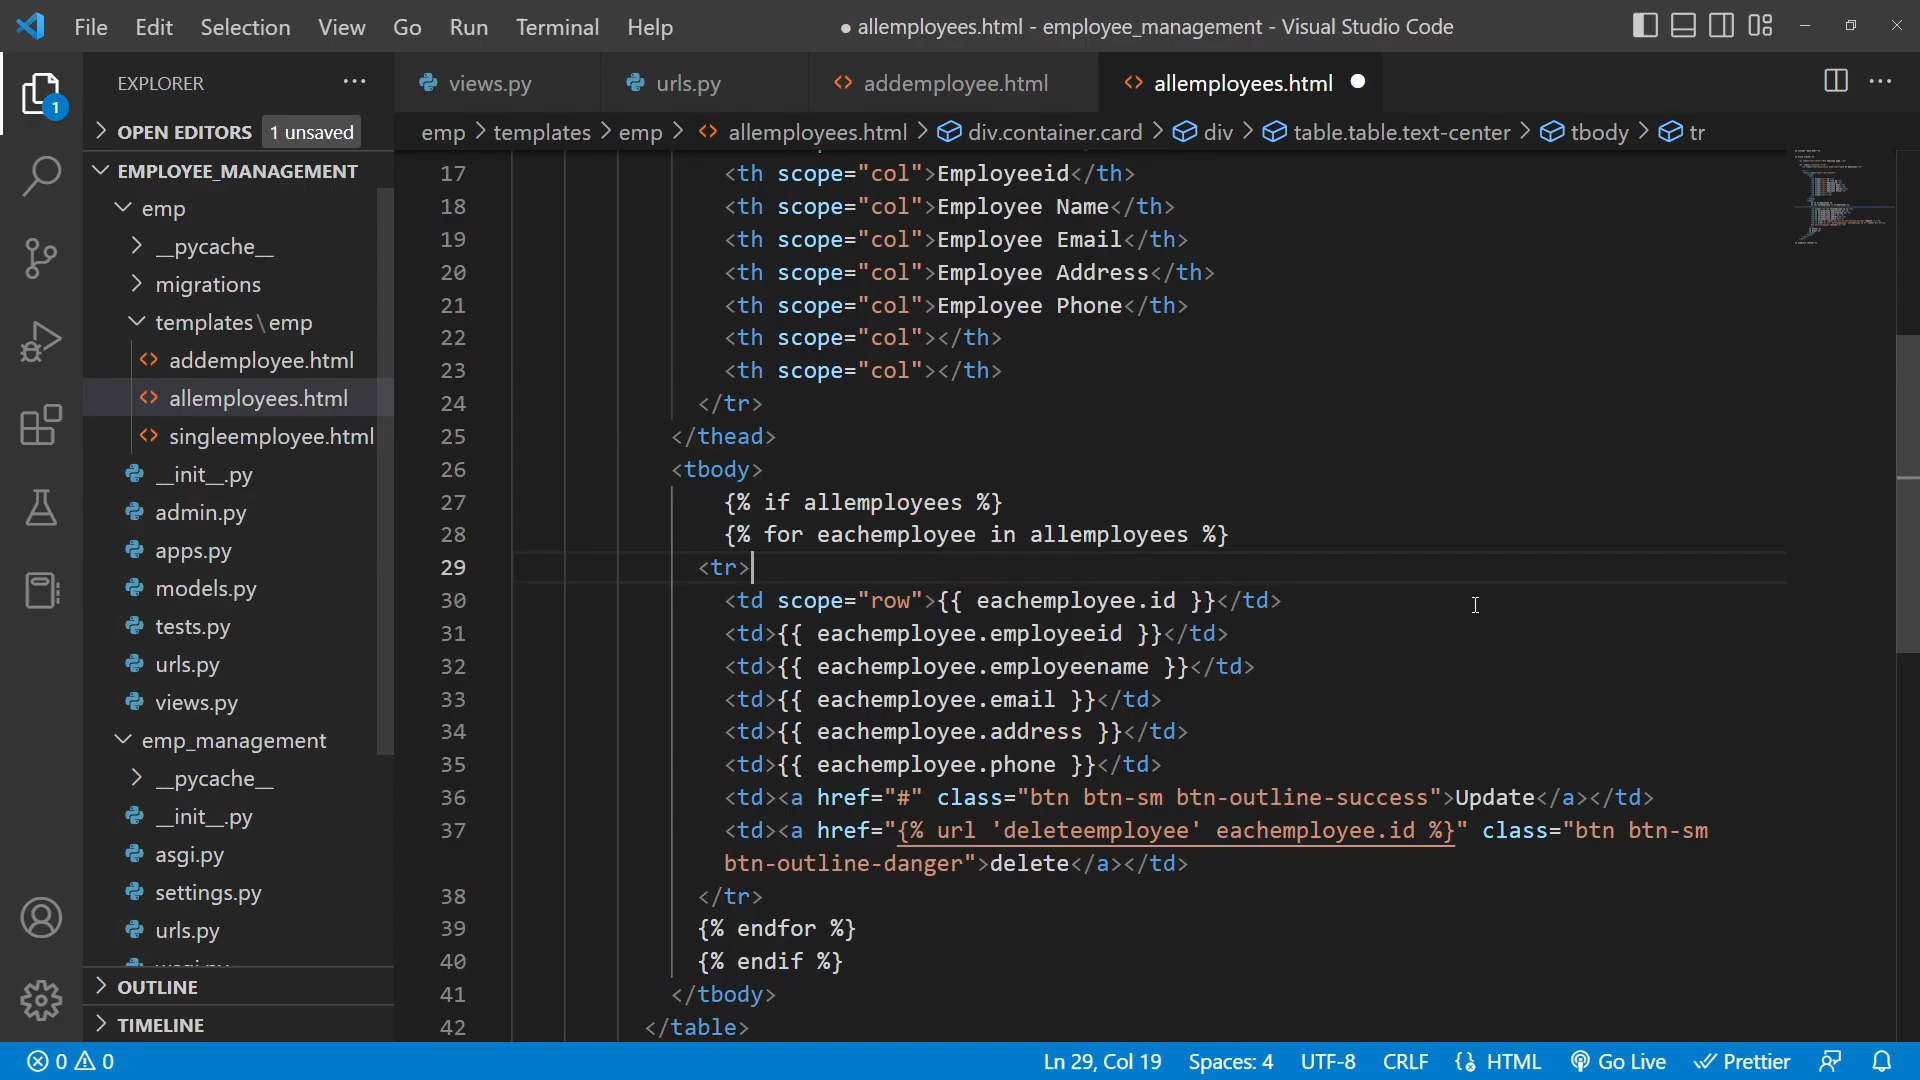 File Edit Selection View Go Run Terminal Help
● allemployees.html - employee_management - Visual Studio Code
EXPLORER
views.py
urls.py
addemployee.html
allemployees.html
1
OPEN EDITORS 1 unsaved
emp > templates > emp > allemployees.html > div.container.card > div > table.table.text-center > tbody > tr
EMPLOYEE_MANAGEMENT
emp
__pycache__
migrations
templates\emp
addemployee.html
allemployees.html
singleemployee.html
__init__.py
admin.py
apps.py
models.py
tests.py
urls.py
views.py
emp_management
__pycache__
__init__.py
asgi.py
settings.py
urls.py
OUTLINE
TIMELINE
17 <th scope="col">Employeeid</th>
18 <th scope="col">Employee Name</th>
19 <th scope="col">Employee Email</th>
20 <th scope="col">Employee Address</th>
21 <th scope="col">Employee Phone</th>
22 <th scope="col"></th>
23 <th scope="col"></th>
24 </tr>
25 </thead>
26 <tbody>
27 {% if allemployees %}
28 {% for eachemployee in allemployees %}
29 <tr>
30 <td scope="row">{{ eachemployee.id }}</td>
31 <td>{{ eachemployee.employeeid }}</td>
32 <td>{{ eachemployee.employeename }}</td>
33 <td>{{ eachemployee.email }}</td>
34 <td>{{ eachemployee.address }}</td>
35 <td>{{ eachemployee.phone }}</td>
36 <td><a href="#" class="btn btn-sm btn-outline-success">Update</a></td>
37 <td><a href="{% url 'deleteemployee' eachemployee.id %}" class="btn btn-sm
btn-outline-danger">delete</a></td>
38 </tr>
39 {% endfor %}
40 {% endif %}
41 </tbody>
42 </table>
0 0
Ln 29, Col 19 Spaces: 4 UTF-8 CRLF HTML Go Live Prettier